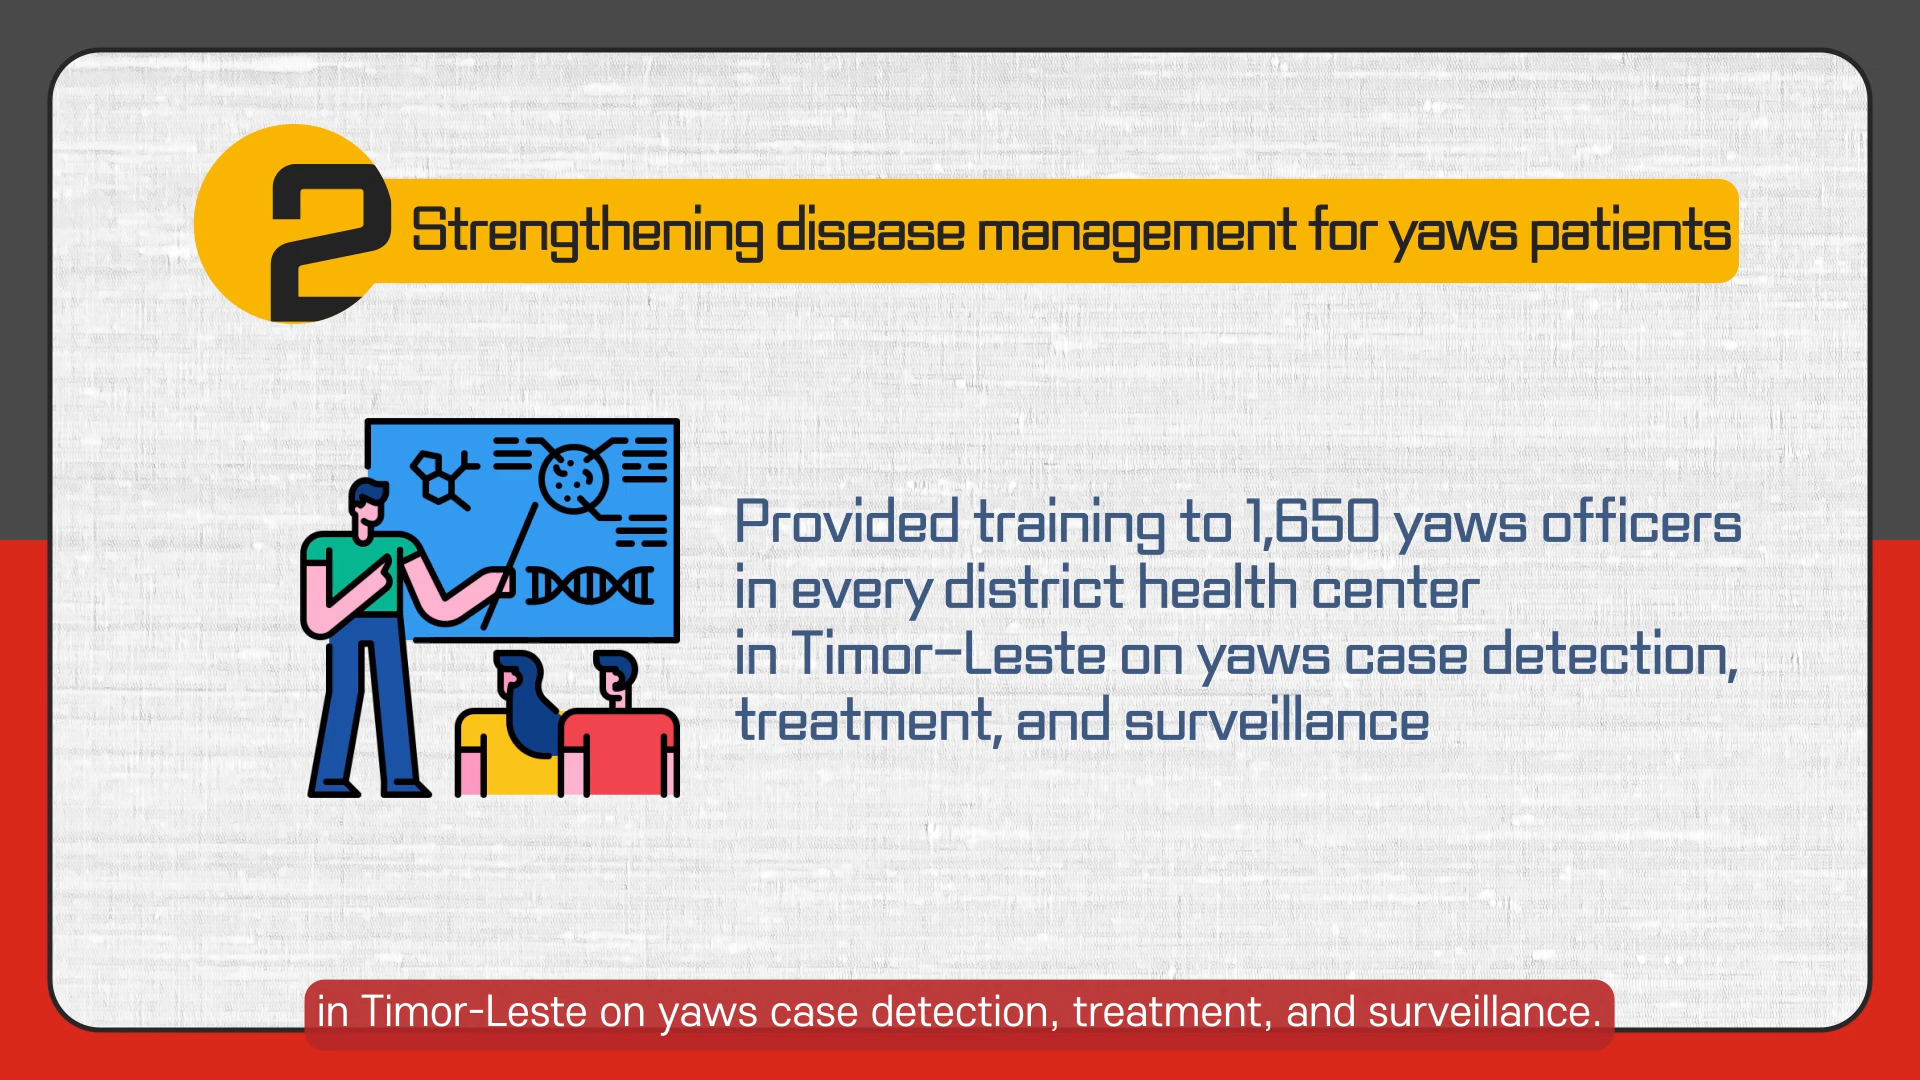 2
Strengthening disease management for yaws patients
Provided training to 1,650 yaws officers
in every district health center
in Timor-Leste on yaws case detection,
treatment, and surveillance
in Timor-Leste on yaws case detection, treatment, and surveillance.